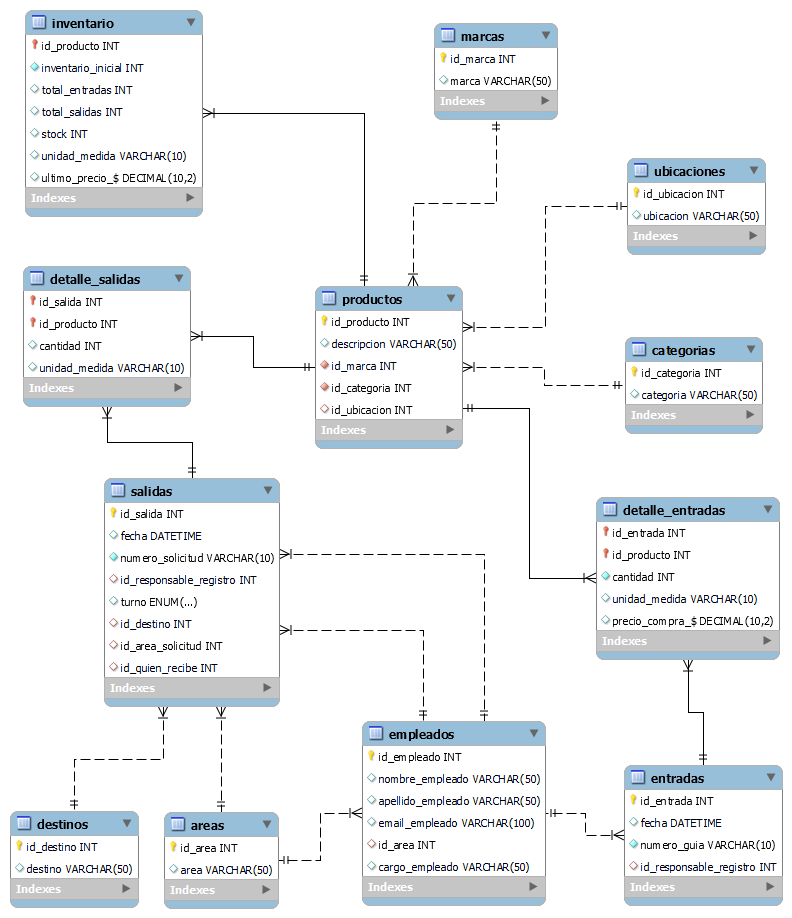 inventario
id_producto INT
inventario_inicial INT
total_entradas INT
total_salidas INT
stock INT
unidad_medida VARCHAR(10)
ultimo_precio_$ DECIMAL(10,2)
Indexes
marcas
id_marca INT
marca VARCHAR(50)
Indexes
ubicaciones
id_ubicacion INT
ubicacion VARCHAR(50)
Indexes
detalle_salidas
id_salida INT
id_producto INT
cantidad INT
unidad_medida VARCHAR(10)
Indexes
productos
id_producto INT
descripcion VARCHAR(50)
id_marca INT
id_categoria INT
id_ubicacion INT
Indexes
categorias
id_categoria INT
categoria VARCHAR(50)
Indexes
salidas
id_salida INT
fecha DATETIME
numero_solicitud VARCHAR(10)
id_responsable_registro INT
turno ENUM(...)
id_destino INT
id_area_solicitud INT
id_quien_recibe INT
Indexes
detalle_entradas
id_entrada INT
id_producto INT
cantidad INT
unidad_medida VARCHAR(10)
precio_compra_$ DECIMAL(10,2)
Indexes
destinos
id_destino INT
destino VARCHAR(50)
Indexes
areas
id_area INT
area VARCHAR(50)
Indexes
empleados
id_empleado INT
nombre_empleado VARCHAR(50)
apellido_empleado VARCHAR(50)
email_empleado VARCHAR(100)
id_area INT
cargo_empleado VARCHAR(50)
Indexes
entradas
id_entrada INT
fecha DATETIME
numero_guia VARCHAR(10)
id_responsable_registro INT
Indexes